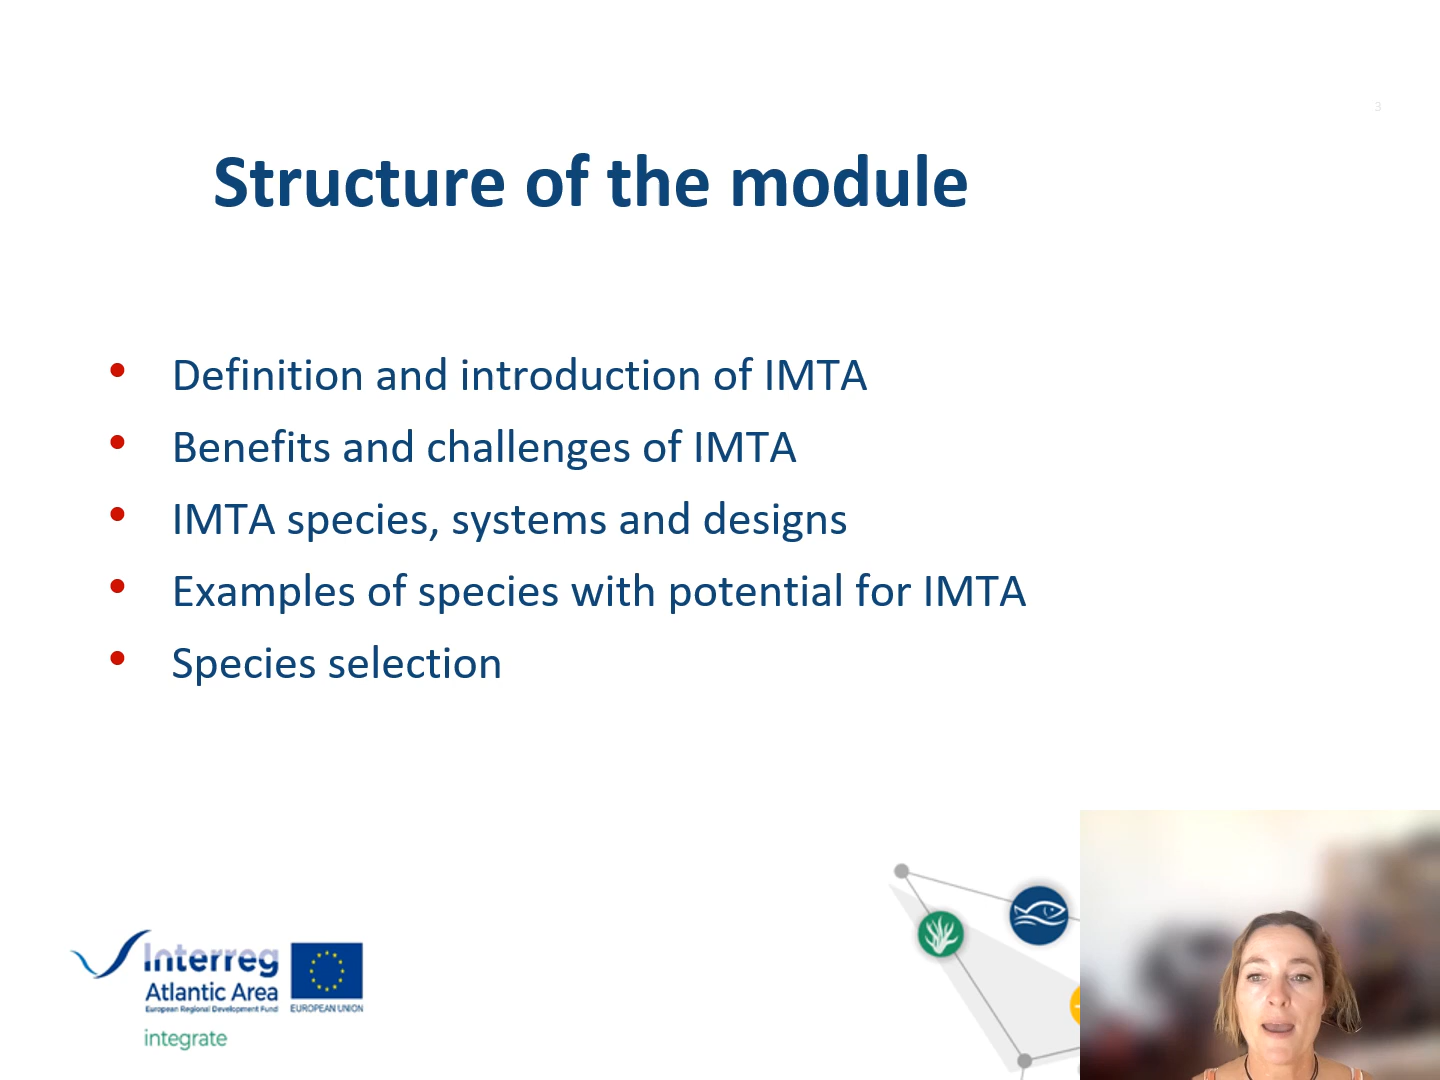 3
Structure of the module
• Definition and introduction of IMTA
• Benefits and challenges of IMTA
• IMTA species, systems and designs
• Examples of species with potential for IMTA
• Species selection
Interreg
Atlantic Area
European Regional Development Fund
EUROPEAN UNION
integrate